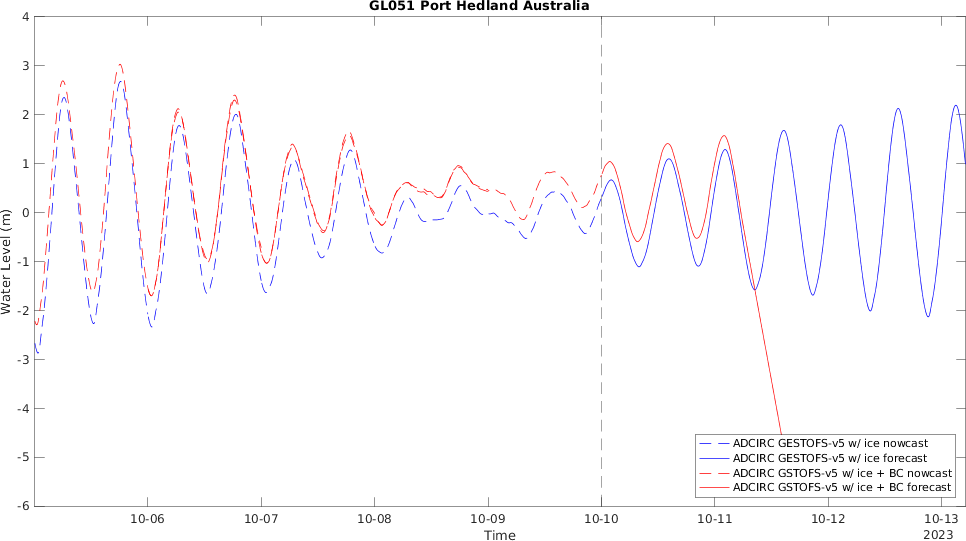 GL051 Port Hedland Australia
4
3
2
1
0
-1
-2
-3
-4
-5
-6
Water Level (m)
ADCIRC GESTOFS-v5 w/ ice nowcast
ADCIRC GESTOFS-v5 w/ ice forecast
ADCIRC GSTOFS-v5 w/ ice + BC nowcast
ADCIRC GSTOFS-v5 w/ ice + BC forecast
10-06 10-07 10-08 10-09 10-10 10-11 10-12 10-13
Time 2023